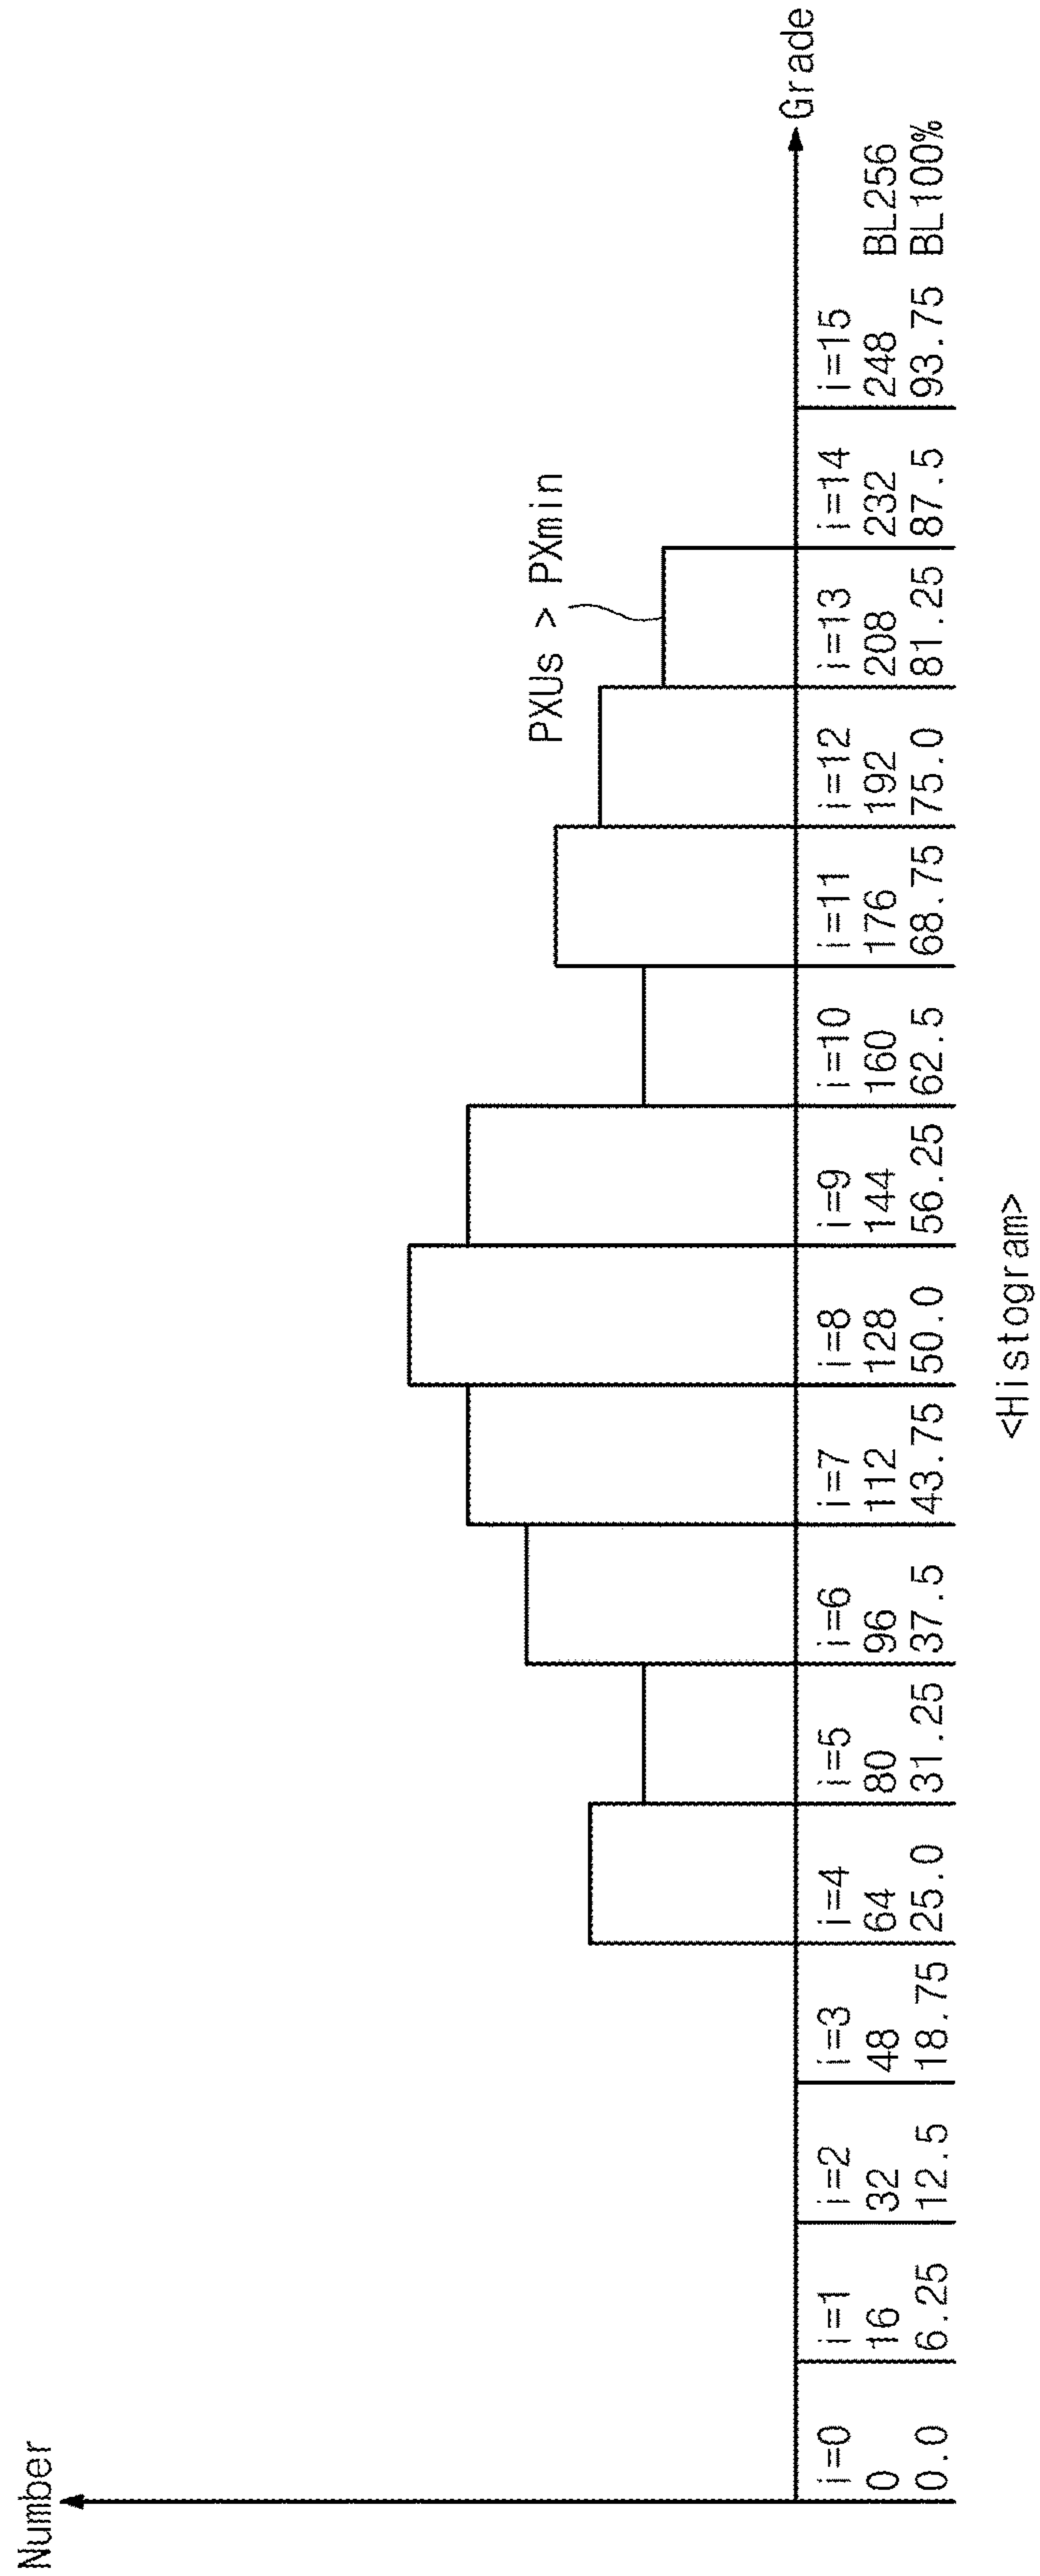 Number
PXUs > PXmin
Grade
i=0 i=1 i=2 i=3 i=4 i=5 i=6 i=7 i=8 i=9 i=10 i=11 i=12 i=13 i=14 i=15
0 16 32 48 64 80 96 112 128 144 160 176 192 208 232 248 BL256
0.0 6.25 12.5 18.75 25.0 31.25 37.5 43.75 50.0 56.25 62.5 68.75 75.0 81.25 87.5 93.75 BL100%
<Histogram>